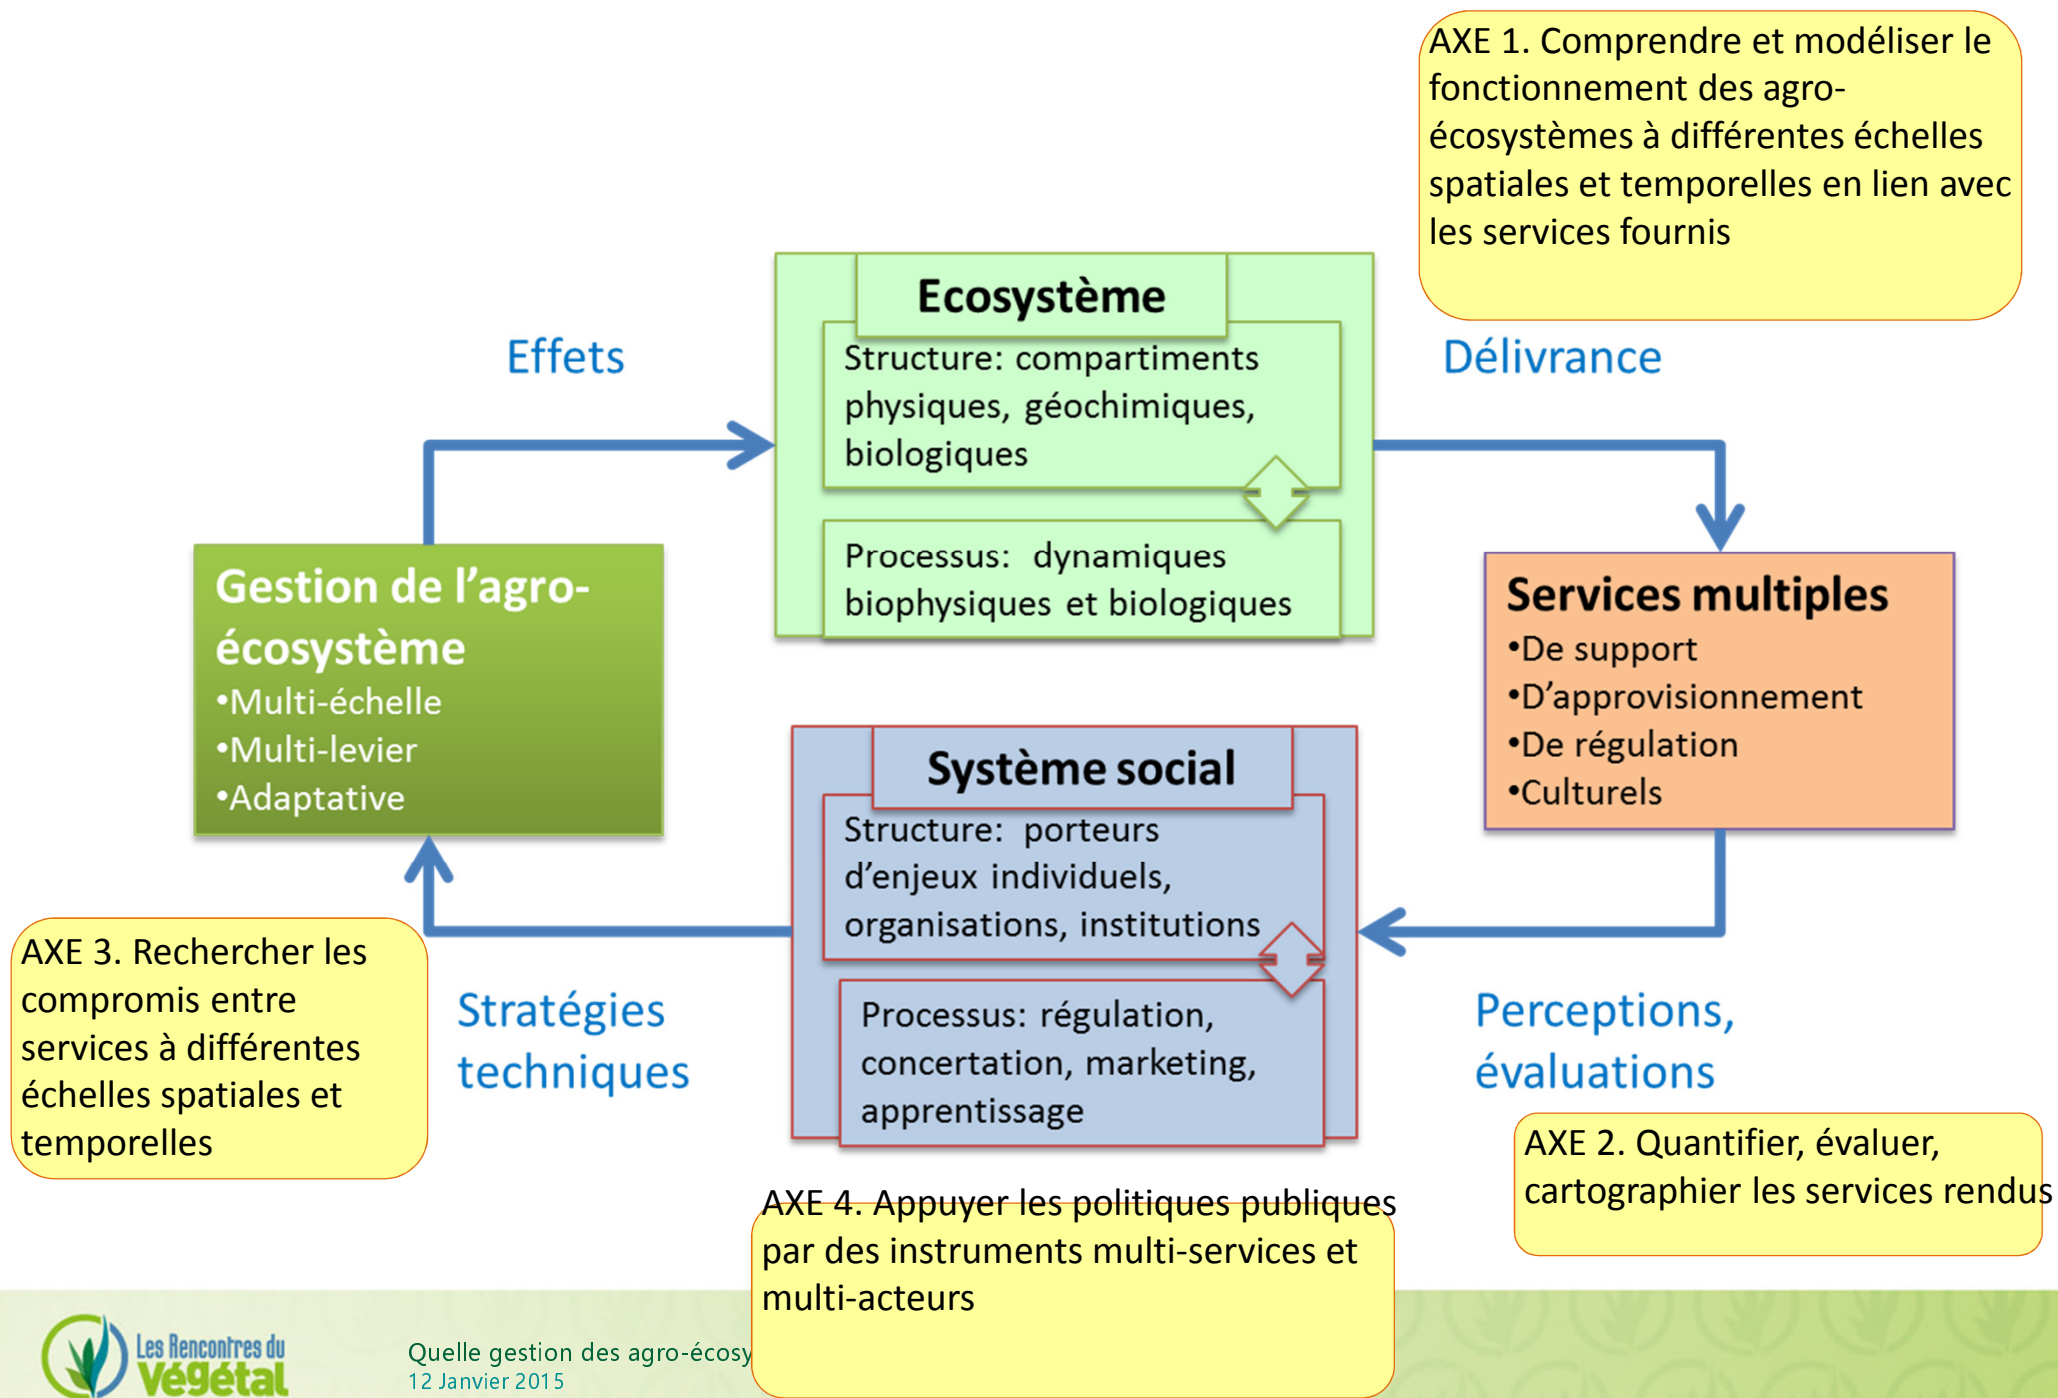 AXE 1. Comprendre et modéliser le
fonctionnement des agro-
écosystèmes à différentes échelles
spatiales et temporelles en lien avec
les services fournis
Effets
Ecosystème
Structure: compartiments
physiques, géochimiques,
biologiques
Processus: dynamiques
biophysiques et biologiques
Délivrance
Gestion de l’agro-
écosystème
•Multi-échelle
•Multi-levier
•Adaptative
Services multiples
•De support
•D’approvisionnement
•De régulation
•Culturels
Système social
Structure: porteurs
d’enjeux individuels,
organisations, institutions
Processus: régulation,
concertation, marketing,
apprentissage
AXE 3. Rechercher les
compromis entre
services à différentes
échelles spatiales et
temporelles
Stratégies
techniques
Perceptions,
évaluations
AXE 2. Quantifier, évaluer,
cartographier les services rendus
AXE 4. Appuyer les politiques publiques
par des instruments multi-services et
multi-acteurs
Les Rencontres du
végétal
Quelle gestion des agro-écosy
12 Janvier 2015